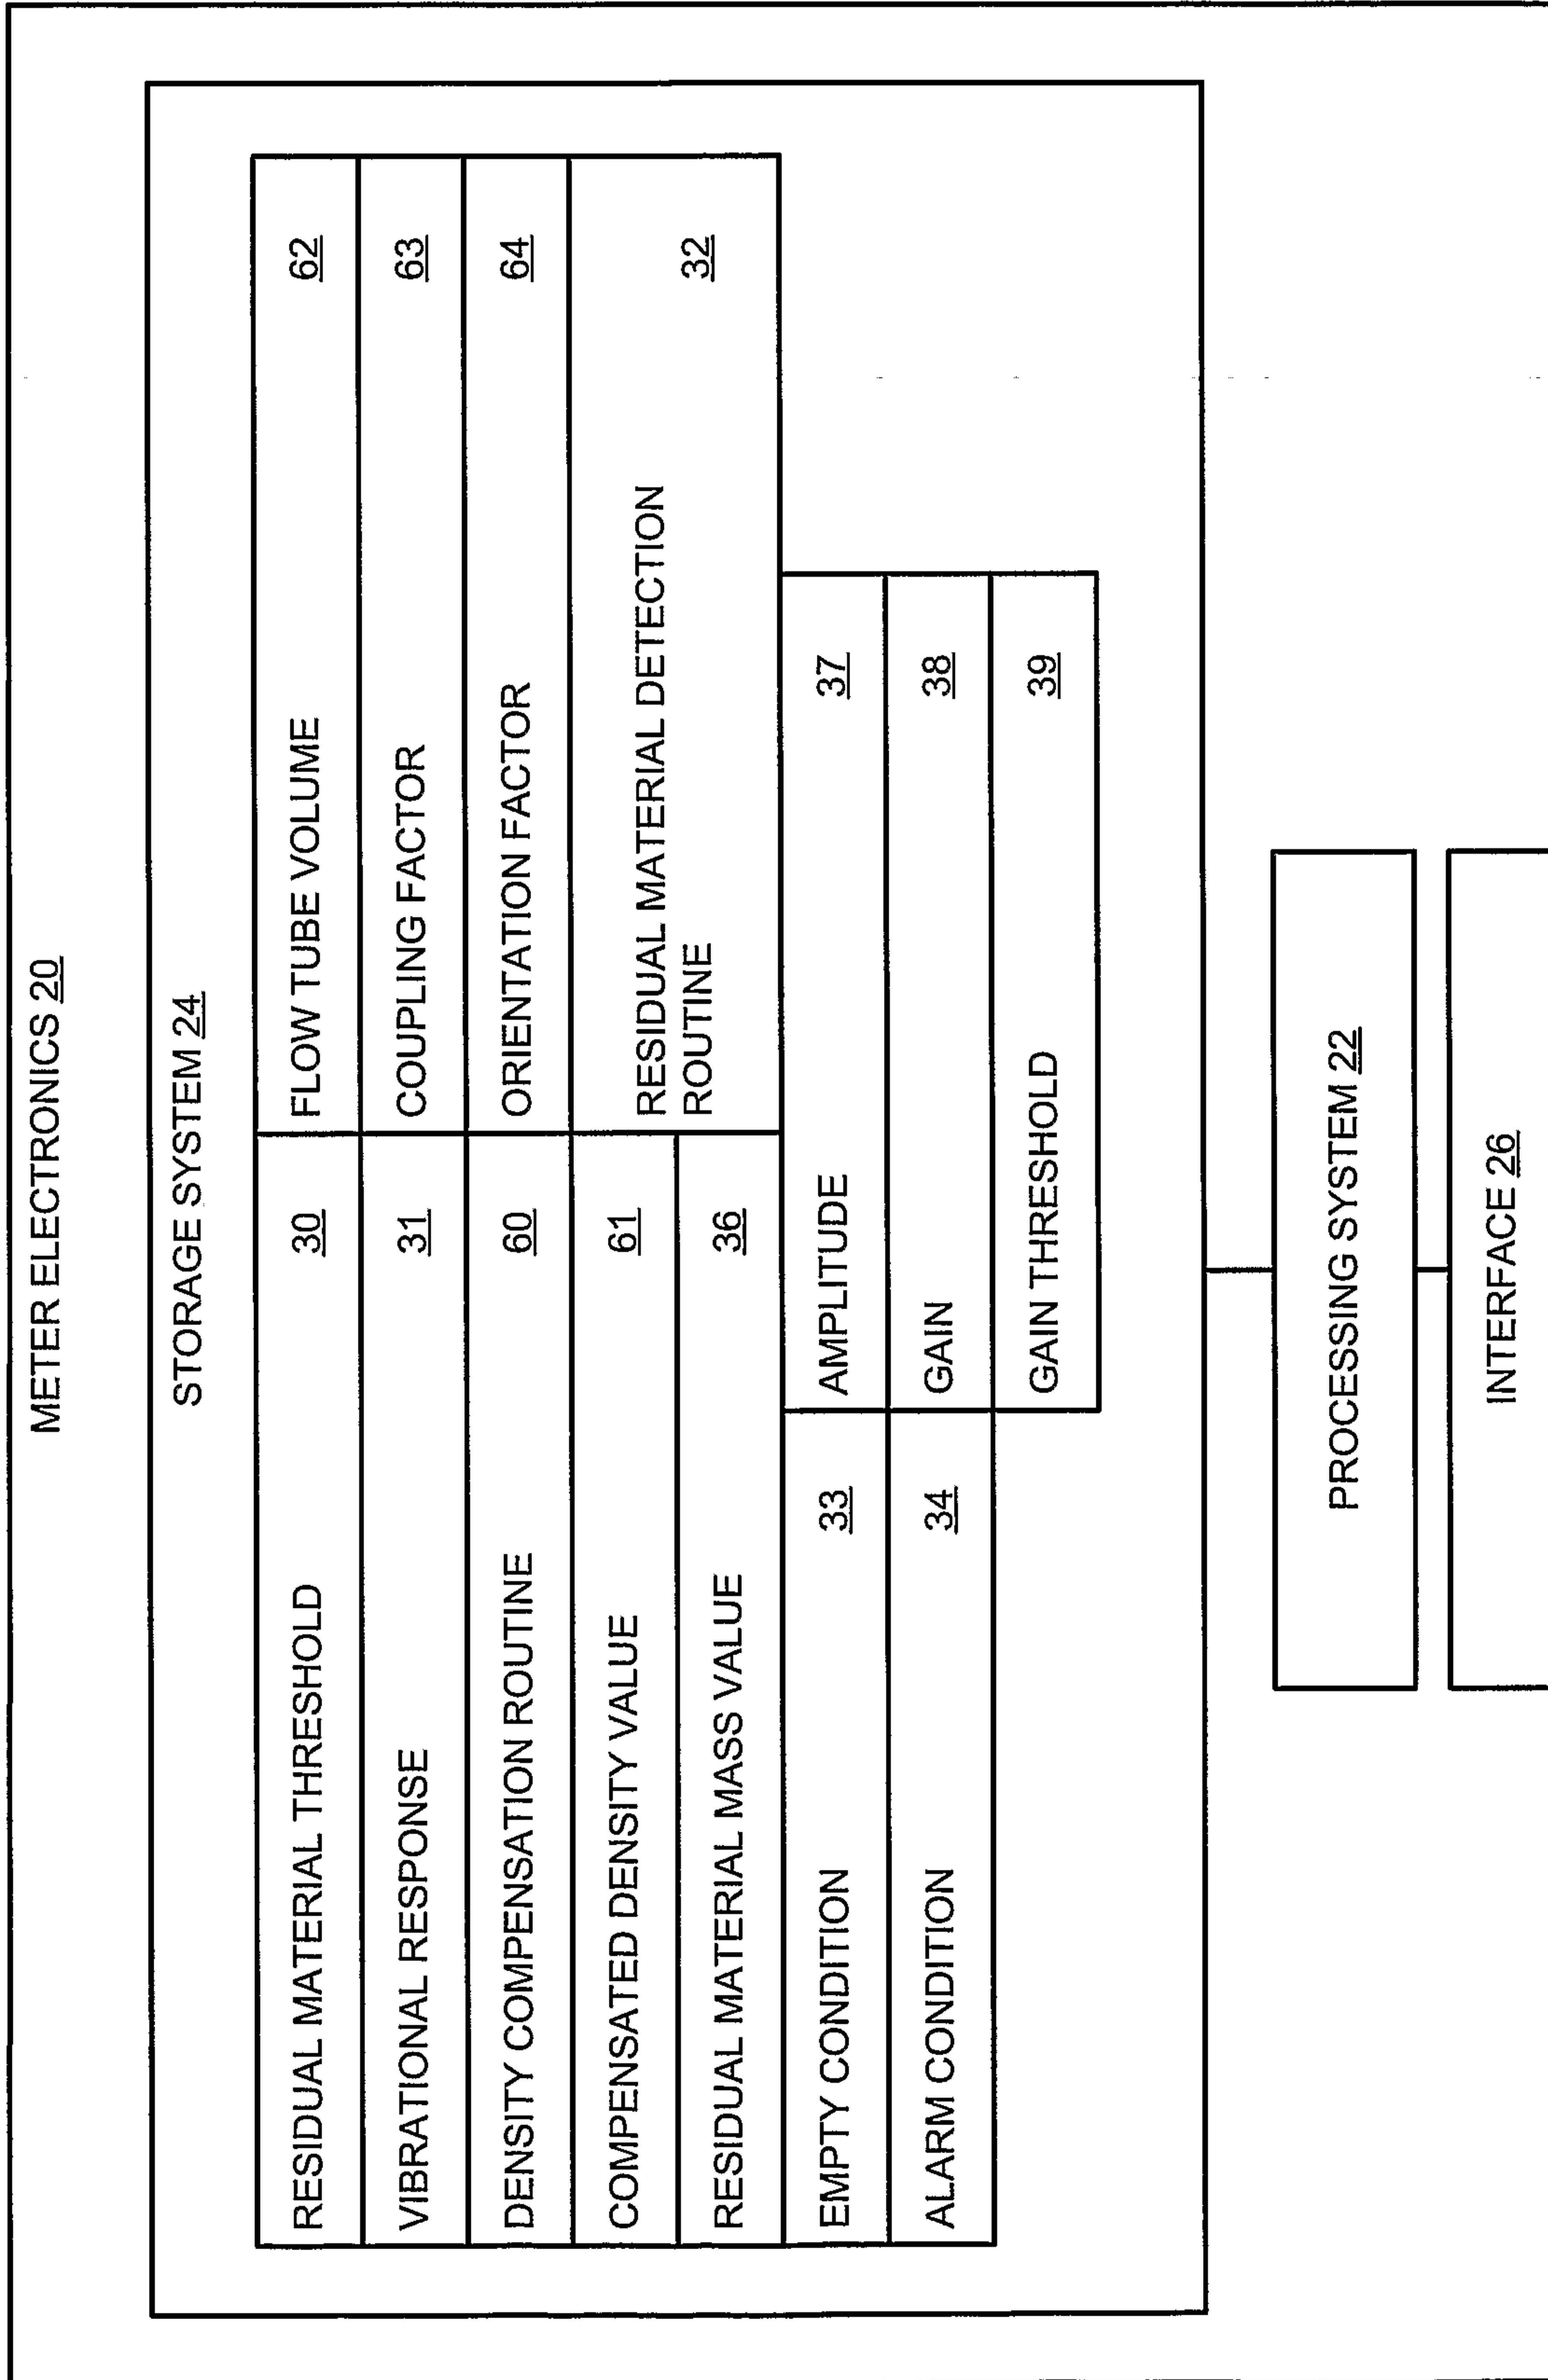 METER ELECTRONICS 20
STORAGE SYSTEM 24
RESIDUAL MATERIAL THRESHOLD 30
VIBRATIONAL RESPONSE 31
DENSITY COMPENSATION ROUTINE 60
COMPENSATED DENSITY VALUE 61
RESIDUAL MATERIAL MASS VALUE 36
EMPTY CONDITION 33
ALARM CONDITION 34
FLOW TUBE VOLUME 62
COUPLING FACTOR 63
ORIENTATION FACTOR 64
RESIDUAL MATERIAL DETECTION
ROUTINE 32
AMPLITUDE 37
GAIN 38
GAIN THRESHOLD 39
PROCESSING SYSTEM 22
INTERFACE 26